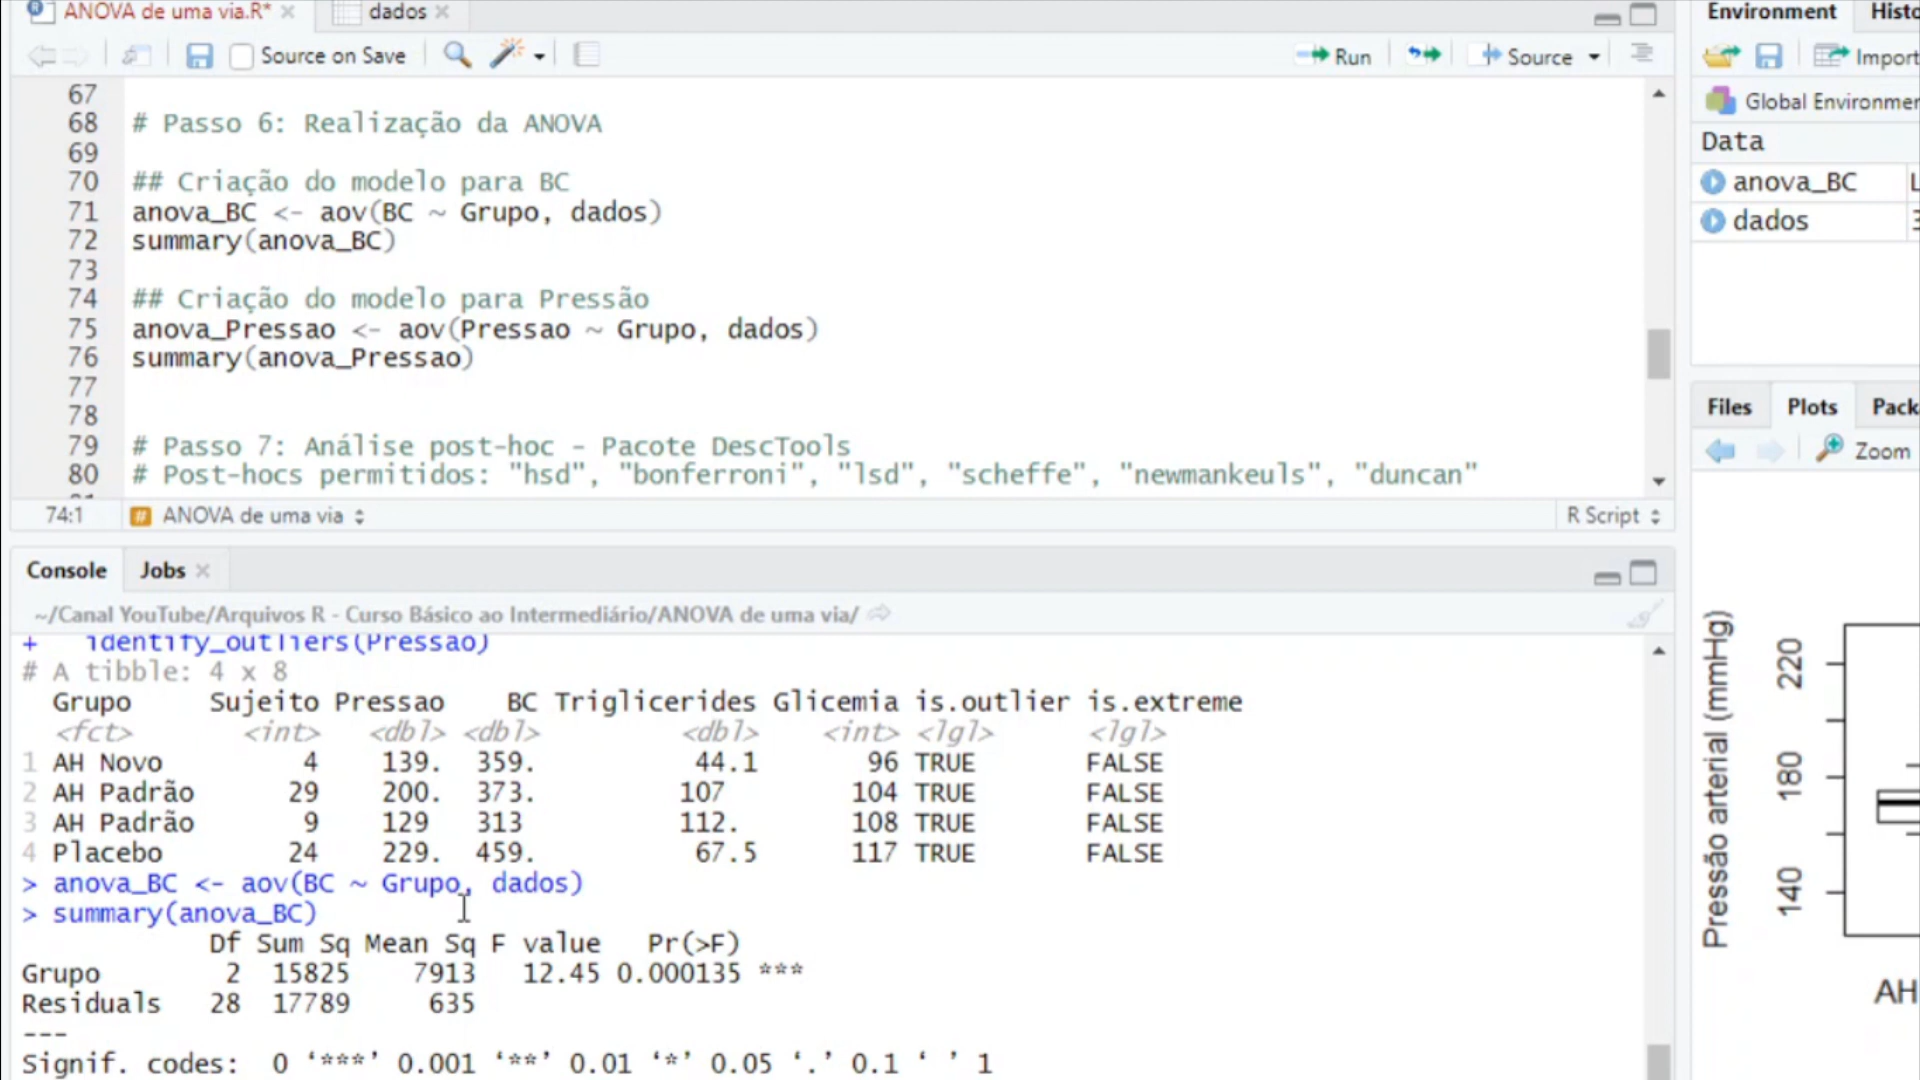 ANOVA de uma via.R*
dados
Source on Save
Run
Source
67
68 # Passo 6: Realização da ANOVA
69
70 ## Criação do modelo para BC
71 anova_BC <- aov(BC ~ Grupo, dados)
72 summary(anova_BC)
73
74 ## Criação do modelo para Pressão
75 anova_Pressao <- aov(Pressao ~ Grupo, dados)
76 summary(anova_Pressao)
77
78
79 # Passo 7: Análise post-hoc - Pacote DescTools
80 # Post-hocs permitidos: "hsd", "bonferroni", "lsd", "scheffe", "newmankeuls", "duncan"
74:1 ANOVA de uma via R Script
Console Jobs
~/Canal YouTube/Arquivos R - Curso Básico ao Intermediário/ANOVA de uma via/
+ identify_outliers(Pressao)
# A tibble: 4 x 8
Grupo Sujeito Pressao BC Triglicerides Glicemia is.outlier is.extreme
<fct> <int> <dbl> <dbl> <dbl> <int> <lgl> <lgl>
1 AH Novo 4 139. 359. 44.1 96 TRUE FALSE
2 AH Padrão 29 200. 373. 107 104 TRUE FALSE
3 AH Padrão 9 129 313 112. 108 TRUE FALSE
4 Placebo 24 229. 459. 67.5 117 TRUE FALSE
> anova_BC <- aov(BC ~ Grupo, dados)
> summary(anova_BC)
Df Sum Sq Mean Sq F value Pr(>F)
Grupo 2 15825 7913 12.45 0.000135 ***
Residuals 28 17789 635
---
Signif. codes: 0 ‘***’ 0.001 ‘**’ 0.01 ‘*’ 0.05 ‘.’ 0.1 ‘ ’ 1
Environment Histo
Import
Global Environmen
Data
anova_BC L
dados 3
Files Plots Pack
Zoom
Pressão arterial (mmHg)
220
180
140
AH